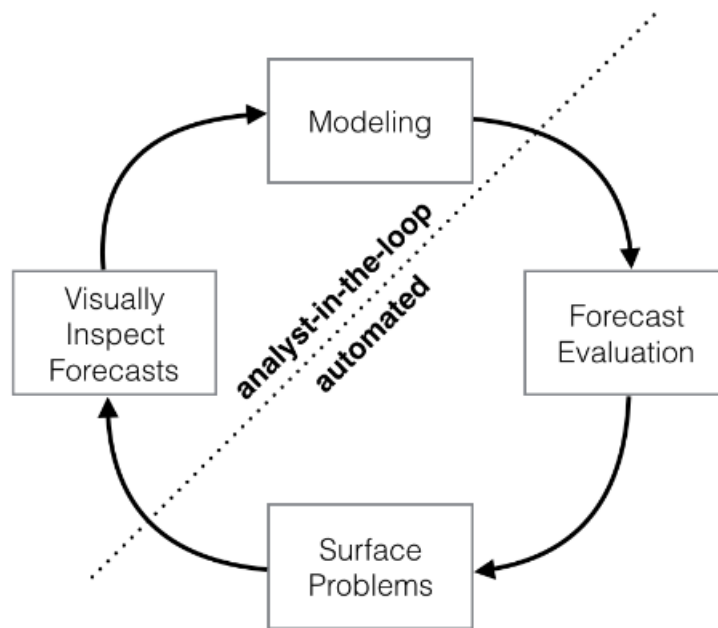 Modeling
analyst-in-the-loop
automated
Visually
Inspect
Forecasts
Forecast
Evaluation
Surface
Problems